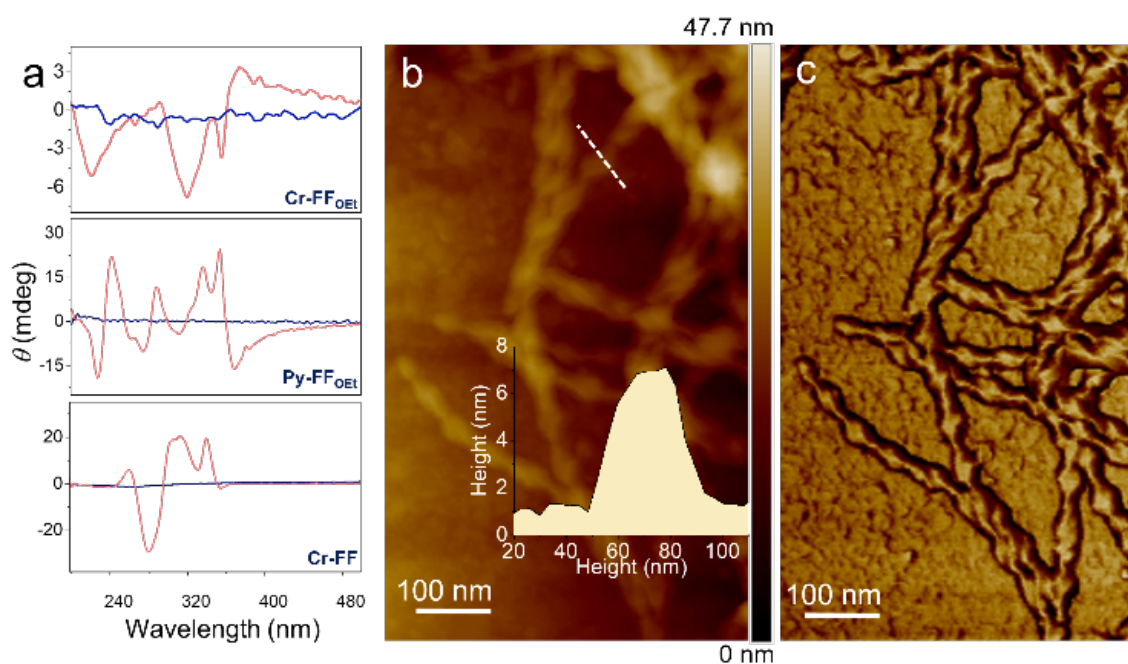 a
3
0
-3
-6
Cr-FFOEt
30
15
0
-15
Py-FFOEt
20
0
-20
Cr-FF
θ (mdeg)
240 320 400 480
Wavelength (nm)
b
47.7 nm
0 nm
8
6
4
2
0
Height (nm)
20 40 60 80 100
Height (nm)
100 nm
c
100 nm